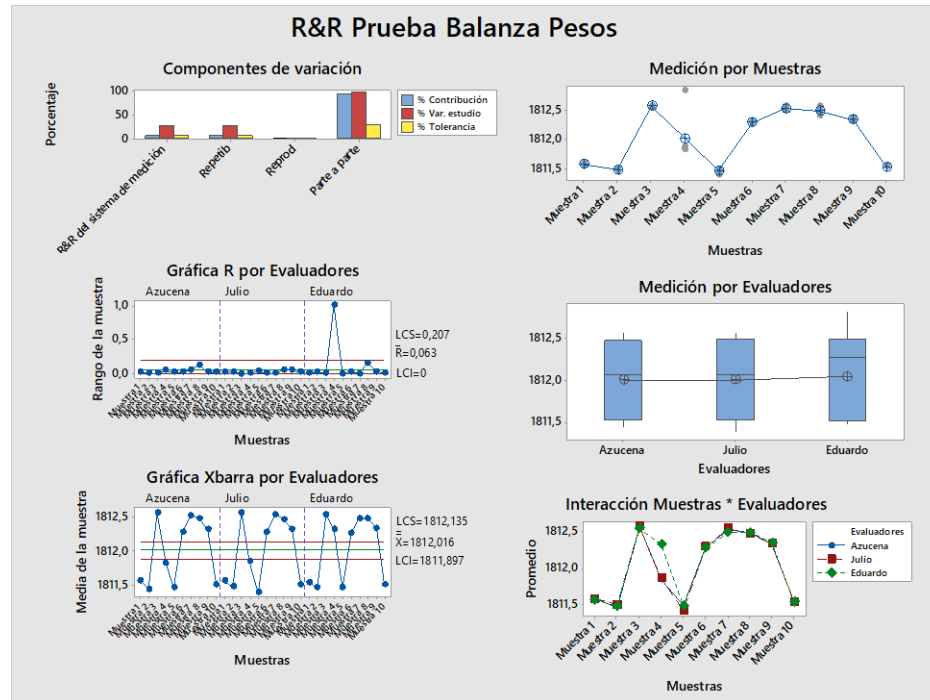 R&R Prueba Balanza Pesos
Componentes de variación
Porcentaje
100
50
0
% Contribución
% Var. estudio
% Tolerancia
R&R del sistema de medición
Repetib
Reprod
Parte a parte
Medición por Muestras
1812,5
1812,0
1811,5
Muestra 1
Muestra 2
Muestra 3
Muestra 4
Muestra 5
Muestra 6
Muestra 7
Muestra 8
Muestra 9
Muestra 10
Muestras
Gráfica R por Evaluadores
Azucena
Julio
Eduardo
Rango de la muestra
1,0
0,5
0,0
LCS=0,207
R=0,063
LCI=0
Muestras
Medición por Evaluadores
1812,5
1812,0
1811,5
Azucena
Julio
Eduardo
Evaluadores
Gráfica Xbarra por Evaluadores
Azucena
Julio
Eduardo
Media de la muestra
1812,5
1812,0
1811,5
LCS=1812,135
X=1812,016
LCI=1811,897
Muestras
Interacción Muestras * Evaluadores
Promedio
1812,5
1812,0
1811,5
Evaluadores
Azucena
Julio
Eduardo
Muestra 1
Muestra 2
Muestra 3
Muestra 4
Muestra 5
Muestra 6
Muestra 7
Muestra 8
Muestra 9
Muestra 10
Muestras